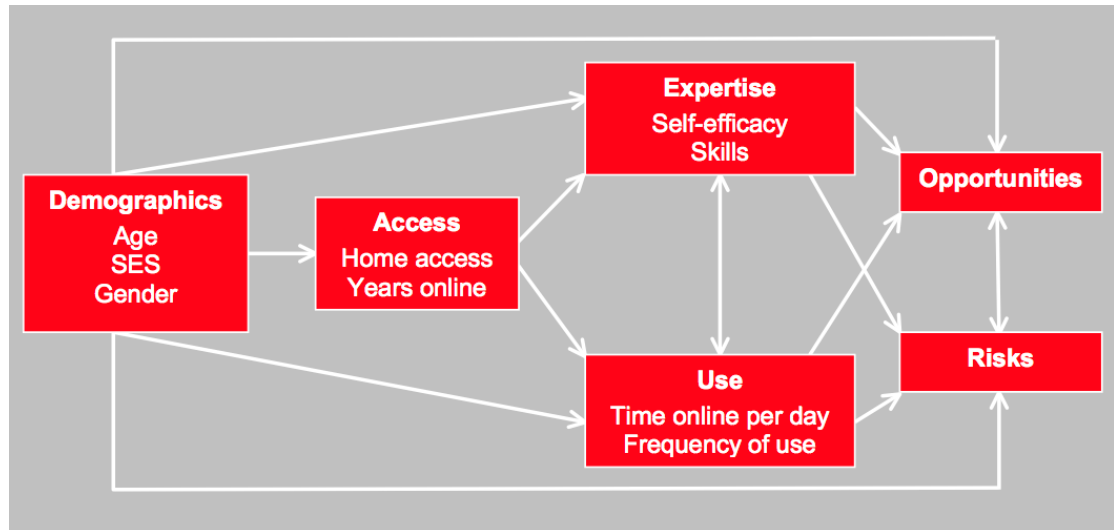 Demographics
Age
SES
Gender
Access
Home access
Years online
Expertise
Self-efficacy
Skills
Use
Time online per day
Frequency of use
Opportunities
Risks